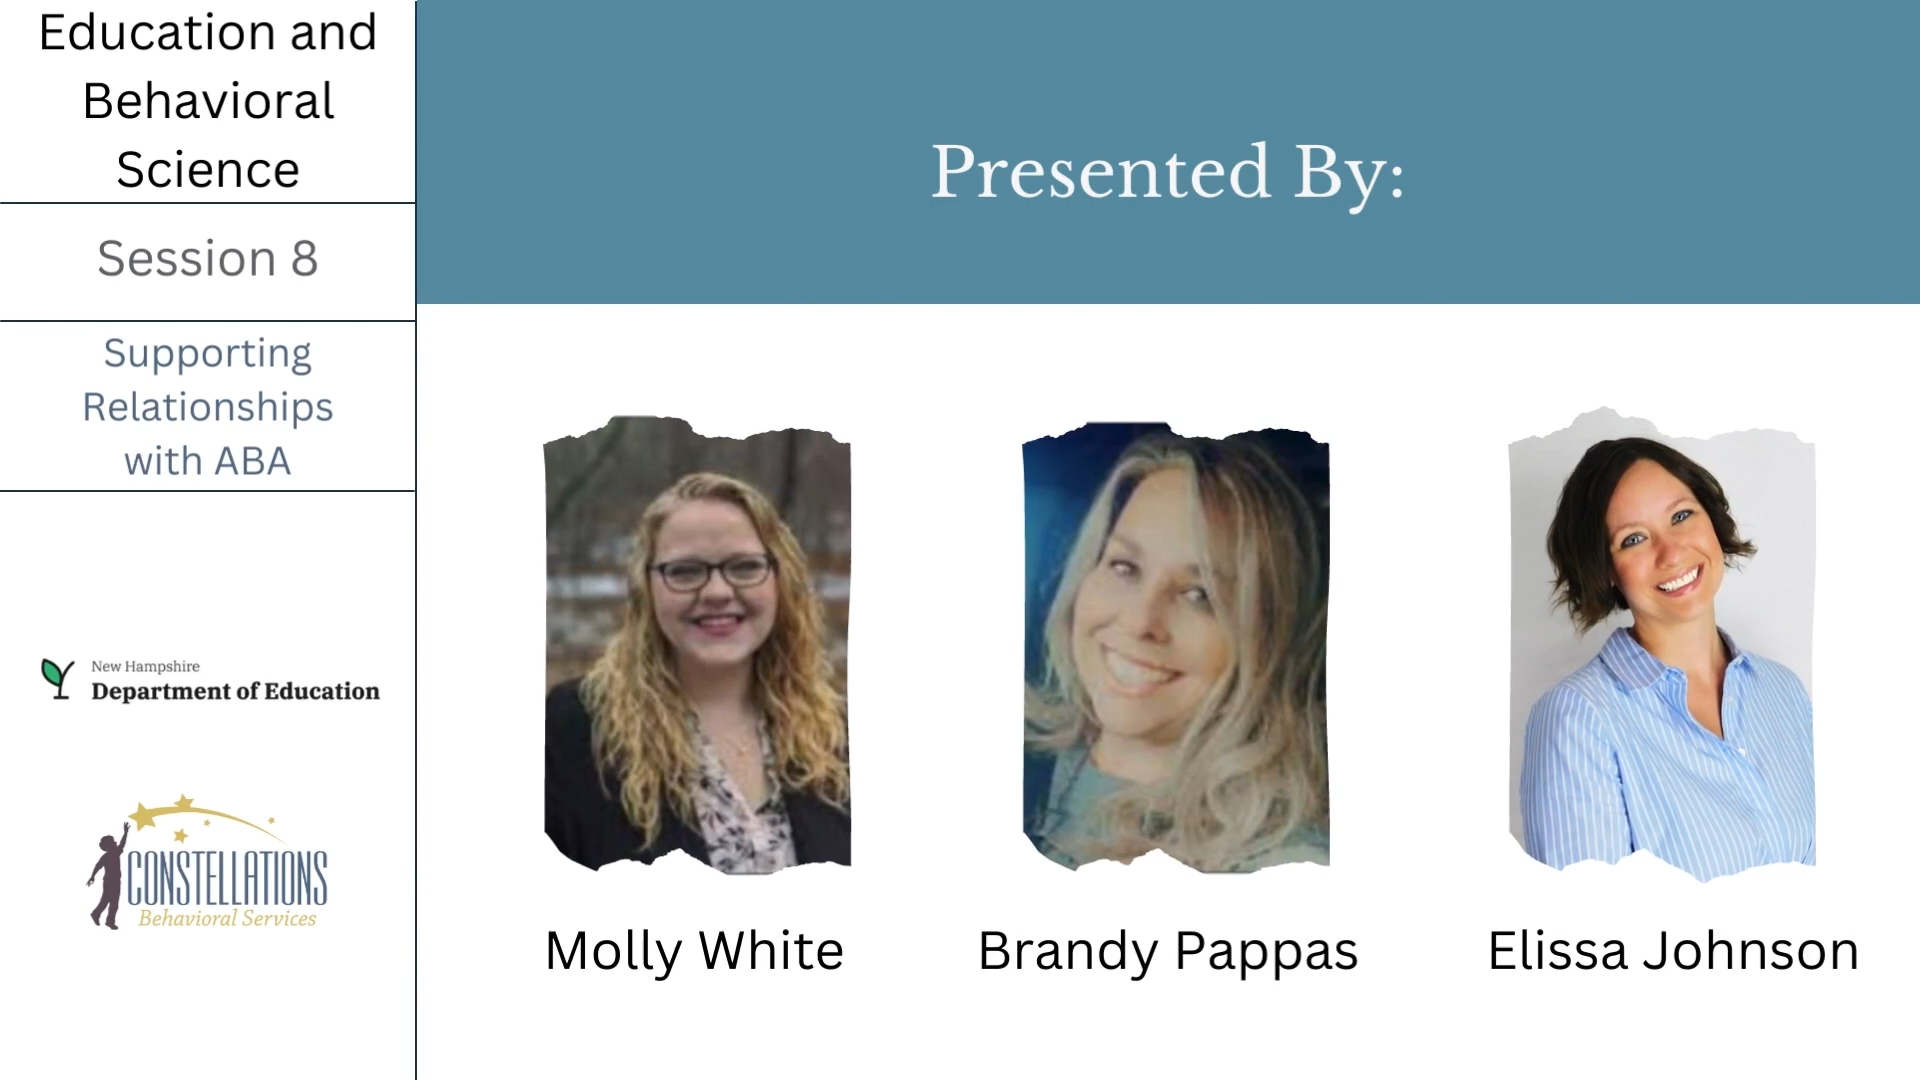 Education and
Behavioral
Science
Session 8
Supporting
Relationships
with ABA
New Hampshire
Department of Education
CONSTELLATIONS
Behavioral Services
Presented By:
Molly White
Brandy Pappas
Elissa Johnson